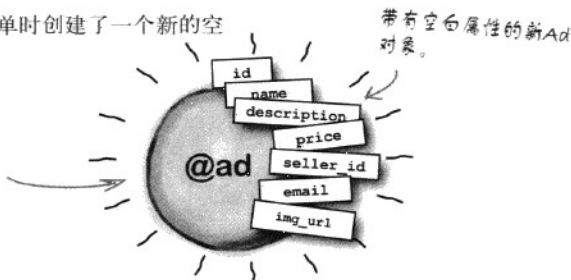 单时创建了一个新的空
带有空白属性的新Ad
对象。
id
name
description
price
@ad
seller_id
email
img_url